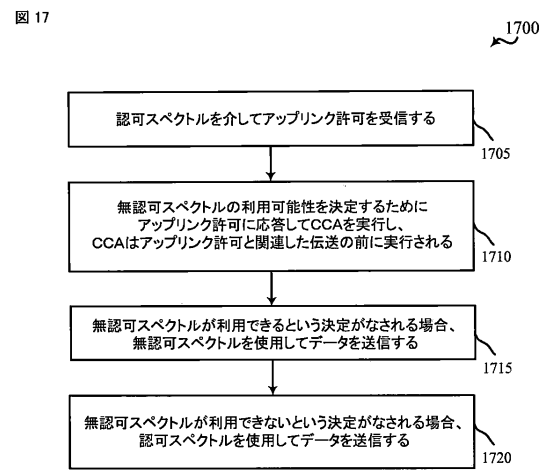 図 17
1700
認可スペクトルを介してアップリンク許可を受信する
1705
無認可スペクトルの利用可能性を決定するために
アップリンク許可に応答してCCAを実行し、
CCAはアップリンク許可と関連した伝送の前に実行される
1710
無認可スペクトルが利用できるという決定がなされる場合、
無認可スペクトルを使用してデータを送信する
1715
無認可スペクトルが利用できないという決定がなされる場合、
認可スペクトルを使用してデータを送信する
1720